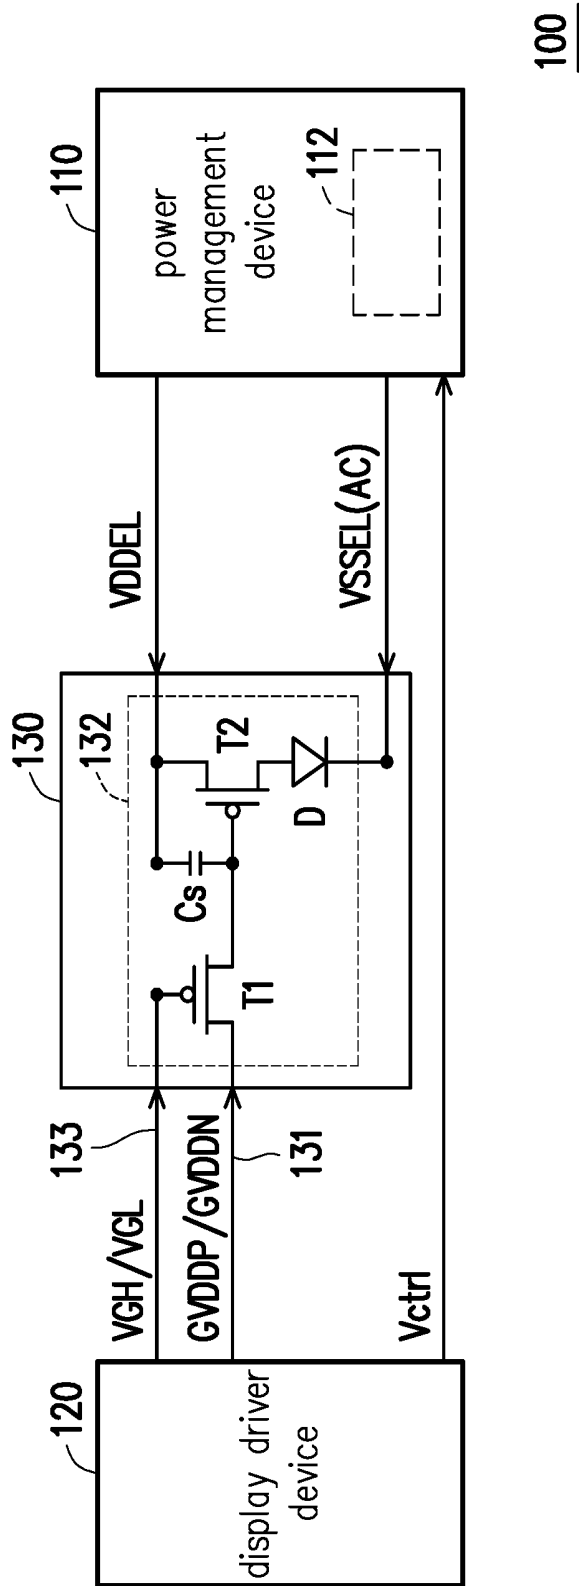 100
120
display driver
device
VGH/VGL
133
GVDDP/GVDDN
131
Vctrl
130
132
T1
Cs
T2
D
VDDEL
VSSEL(AC)
110
power
management
device
112